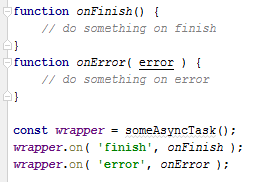 function onFinish() {
    // do something on finish
}
function onError( error ) {
    // do something on error
}

const wrapper = someAsyncTask();
wrapper.on( 'finish', onFinish );
wrapper.on( 'error', onError );